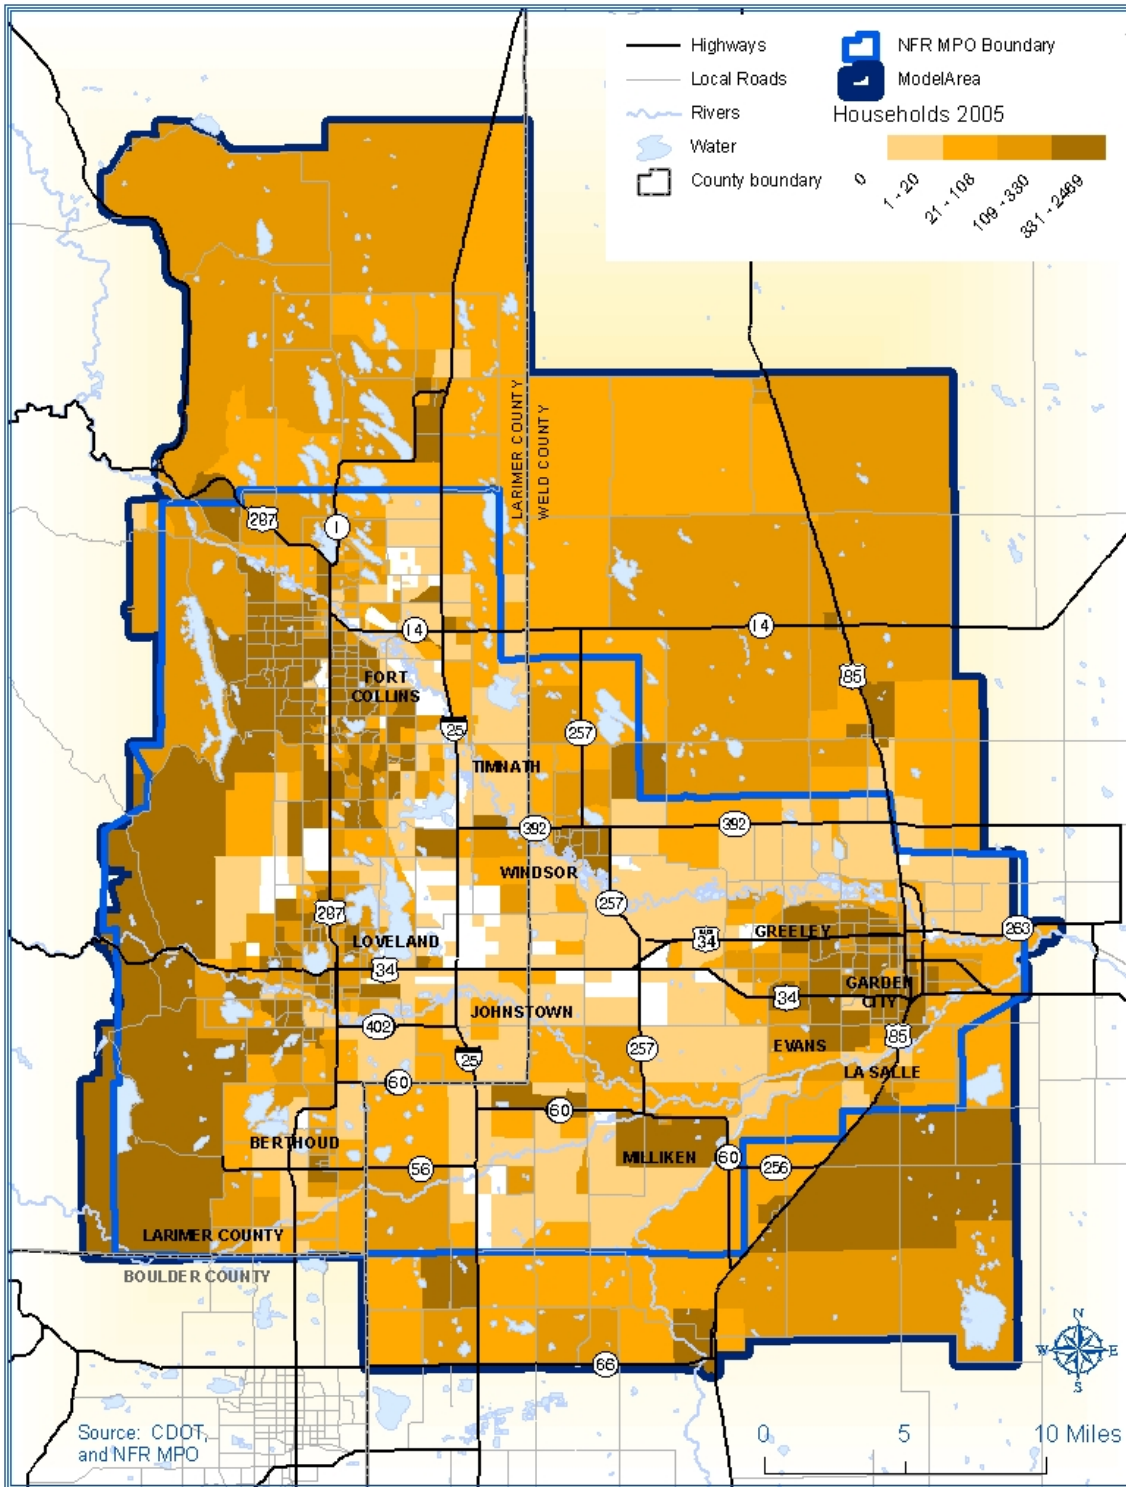 Highways
Local Roads
Rivers
Water
County boundary
NFR MPO Boundary
ModelArea
Households 2005
0
1 - 20
21 - 108
109 - 330
331 - 2469
LARIMER COUNTY
WELD COUNTY
287
1
14
14
FORT
COLLINS
85
25
257
TIMNATH
392
392
WINDSOR
287
257
LOVELAND
34
GREELEY
263
34
GARDEN
CITY
34
JOHNSTOWN
402
EVANS
85
25
257
LA SALLE
60
60
BERTHOUD
56
MILLIKEN
60
256
LARIMER COUNTY
BOULDER COUNTY
66
N
W
E
S
Source: CDOT,
and NFR MPO
0
5
10 Miles